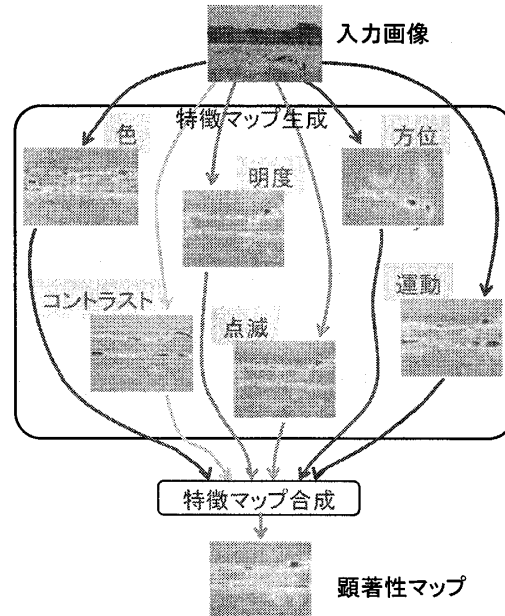 入力画像
特徴マップ生成
色
方位
明度
コントラスト
運動
点滅
特徴マップ合成
顕著性マップ